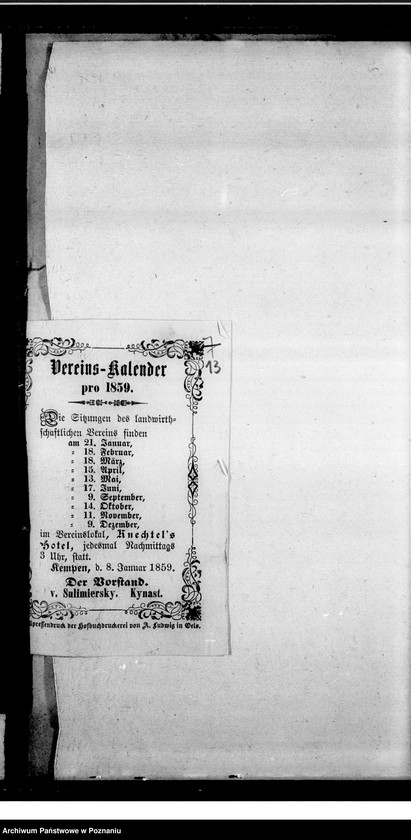 7
13
Vereins-Kalender
pro 1859.
Die Sitzungen des landwirth-
schaftlichen Vereins finden
am 21. Januar,
„ 18. Februar,
„ 18. März,
„ 15. April,
„ 13. Mai,
„ 17. Juni,
„ 9. September,
„ 14. Oktober,
„ 11. November,
„ 9. Dezember,
im Vereinslokal, Knechtel's
Hotel, jedesmal Nachmittags
3 Uhr, statt.
Kempen, d. 8. Januar 1859.
Der Vorstand.
v. Salimiersky. Kynast.
pressendruck der Hofbuchdruckerei von A. Ludwig in Oels.
Archiwum Państwowe w Poznaniu